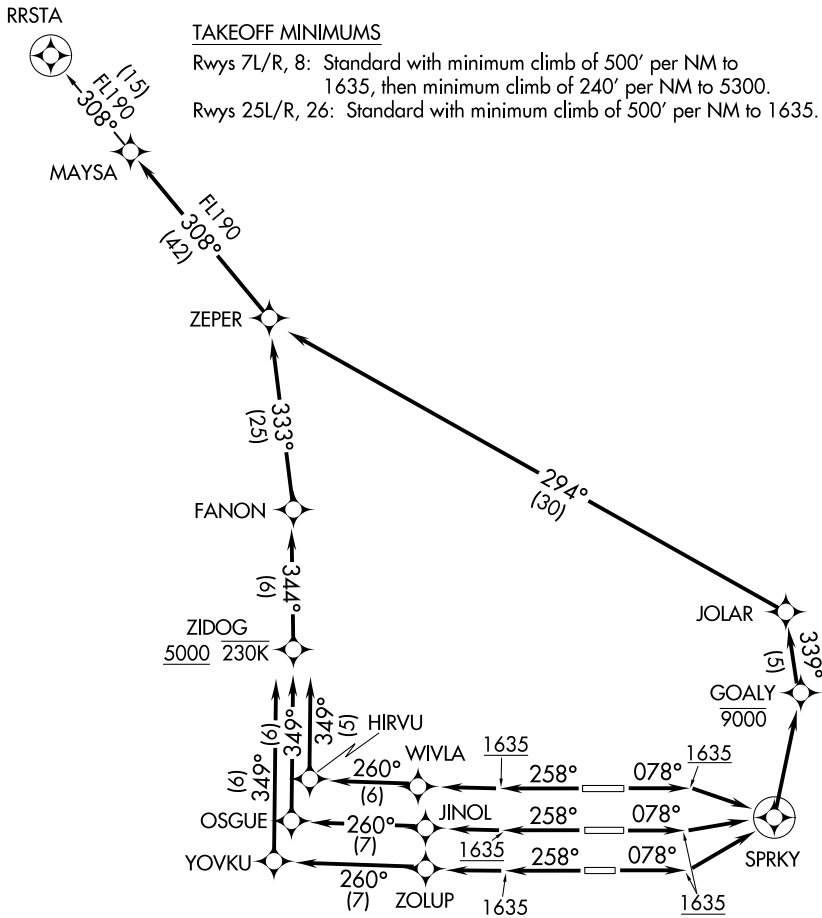 RRSTA
TAKEOFF MINIMUMS
Rwys 7L/R, 8: Standard with minimum climb of 500' per NM to
1635, then minimum climb of 240' per NM to 5300.
Rwys 25L/R, 26: Standard with minimum climb of 500' per NM to 1635.
(15)
FL190
308°
MAYSA
FL190
308°
(42)
ZEPER
333°
(25)
294°
(30)
FANON
344°
(6)
ZIDOG
5000 230K
JOLAR
339°
(5)
GOALY
9000
349°
(6)
349°
(6)
349°
(5)
HIRVU
WIVLA
1635
1635
260°
(6)
258°
078°
OSGUE
JINOL
260°
(7)
1635
258°
078°
SPRKY
YOVKU
260°
(7)
ZOLUP
258°
078°
1635
1635